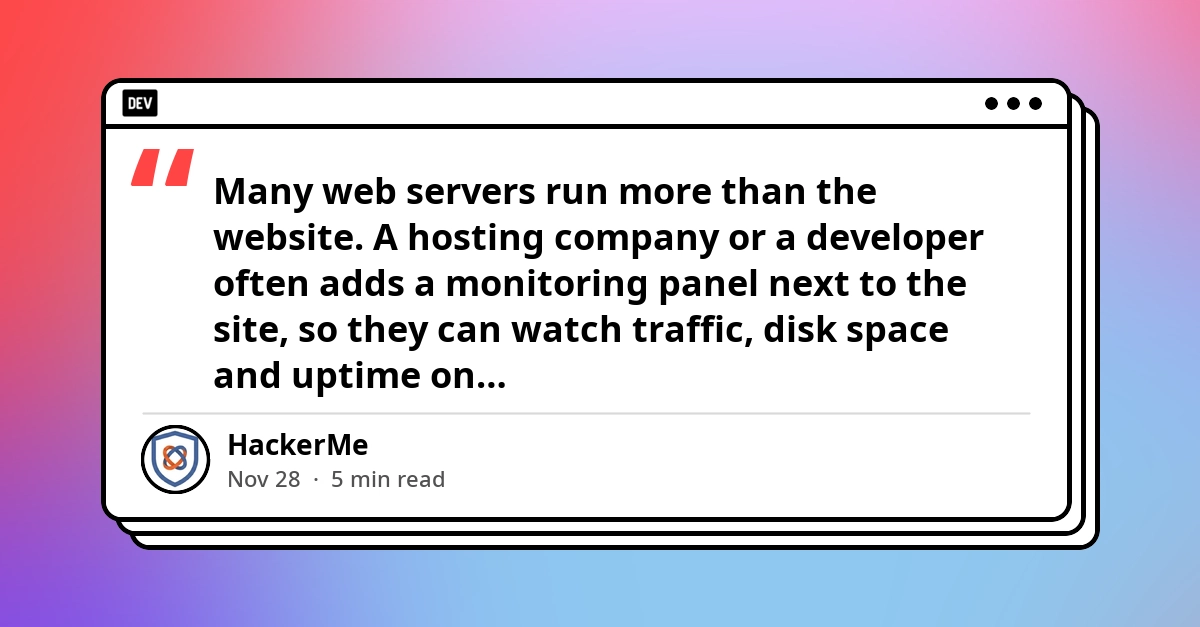 DEV
Many web servers run more than the
website. A hosting company or a developer
often adds a monitoring panel next to the
site, so they can watch traffic, disk space
and uptime on...
HackerMe
Nov 28 · 5 min read